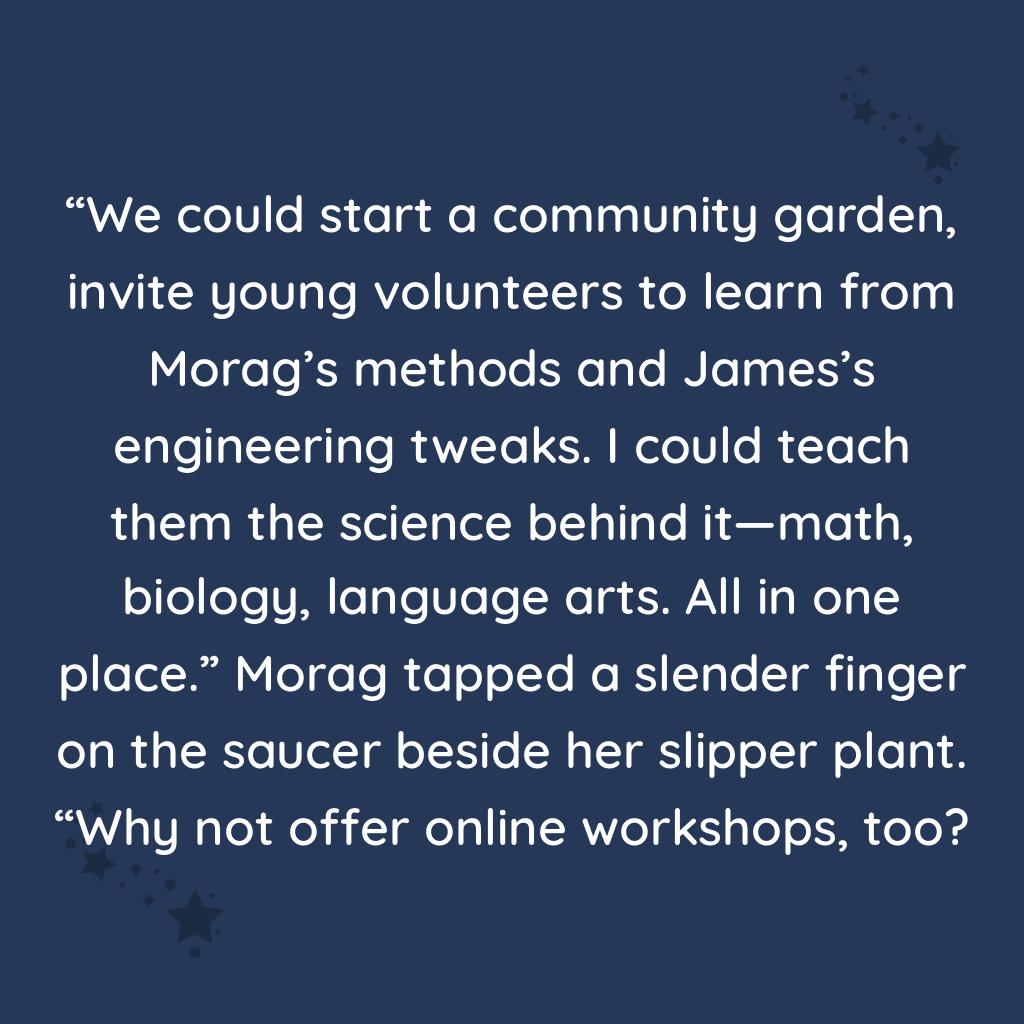 “We could start a community garden,
invite young volunteers to learn from
Morag’s methods and James’s
engineering tweaks. I could teach
them the science behind it—math,
biology, language arts. All in one
place.” Morag tapped a slender finger
on the saucer beside her slipper plant.
“Why not offer online workshops, too?